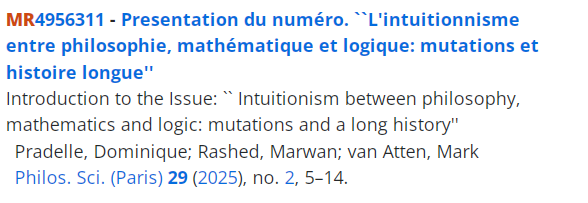 MR4956311 - Presentation du numéro. ``L'intuitionnisme
entre philosophie, mathématique et logique: mutations et
histoire longue''
Introduction to the Issue: `` Intuitionism between philosophy,
mathematics and logic: mutations and a long history''
Pradelle, Dominique; Rashed, Marwan; van Atten, Mark
Philos. Sci. (Paris) 29 (2025), no. 2, 5–14.